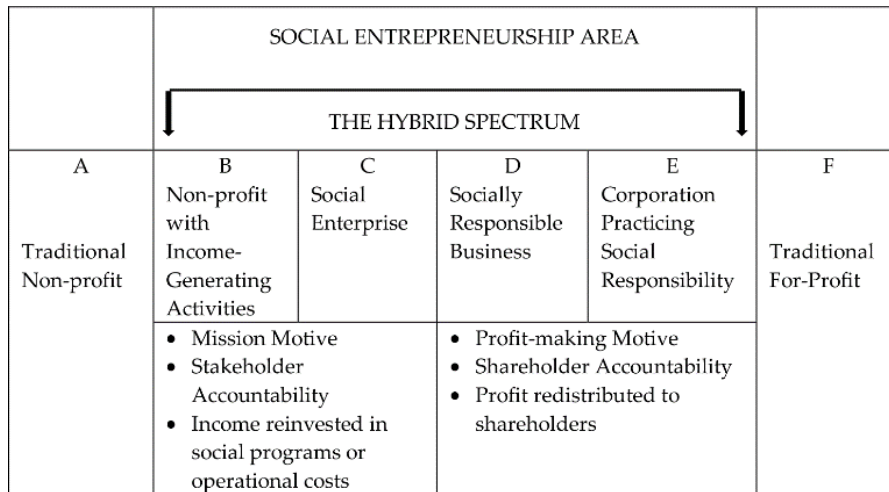 SOCIAL ENTREPRENEURSHIP AREA
THE HYBRID SPECTRUM
A
Traditional
Non-profit
B
Non-profit
with
Income-
Generating
Activities
C
Social
Enterprise
D
Socially
Responsible
Business
E
Corporation
Practicing
Social
Responsibility
F
Traditional
For-Profit
• Mission Motive
• Stakeholder
Accountability
• Income reinvested in
social programs or
operational costs
• Profit-making Motive
• Shareholder Accountability
• Profit redistributed to
shareholders